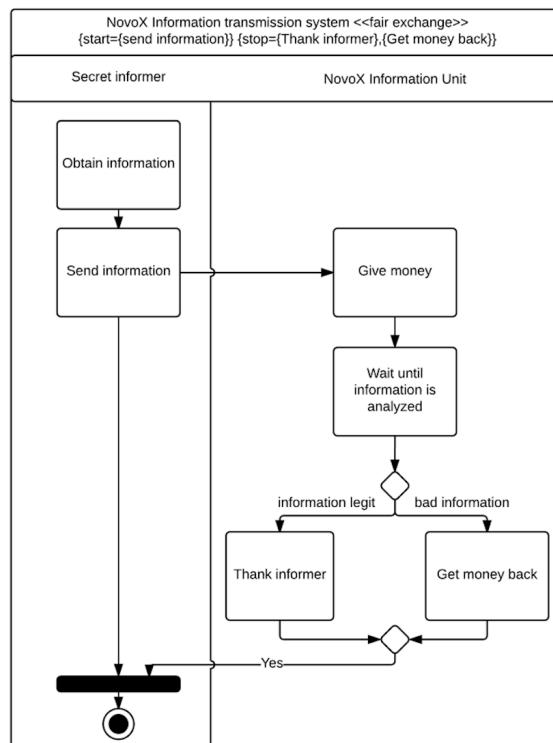 NovoX Information transmission system <<fair exchange>>
{start={send information}} {stop={Thank informer},{Get money back}}
Secret informer
NovoX Information Unit
Obtain information
Send information
Give money
Wait until
information is
analyzed
information legit
bad information
Thank informer
Get money back
Yes